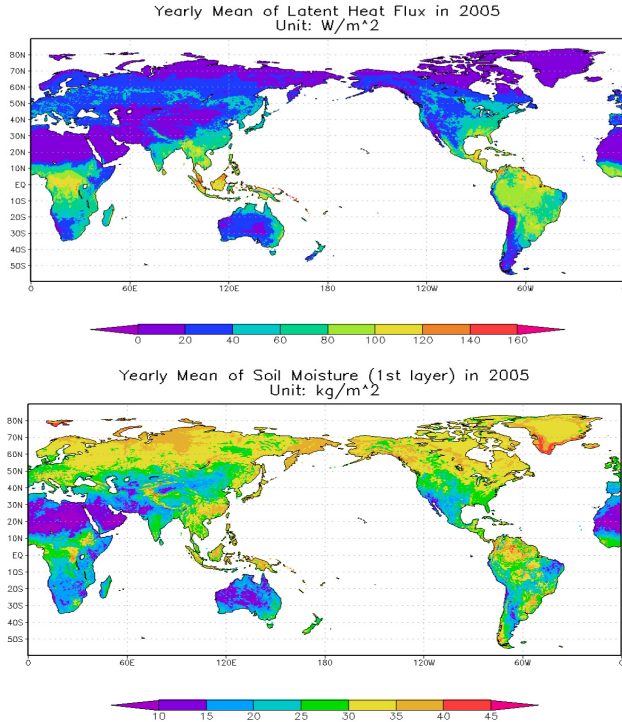 Yearly Mean of Latent Heat Flux in 2005
Unit: W/m^2
80N
70N
60N
50N
40N
30N
20N
10N
EQ
10S
20S
30S
40S
50S
0 60E 120E 180 120W 60W 0
0 20 40 60 80 100 120 140 160
Yearly Mean of Soil Moisture (1st layer) in 2005
Unit: kg/m^2
80N
70N
60N
50N
40N
30N
20N
10N
EQ
10S
20S
30S
40S
50S
0 60E 120E 180 120W 60W 0
10 15 20 25 30 35 40 45